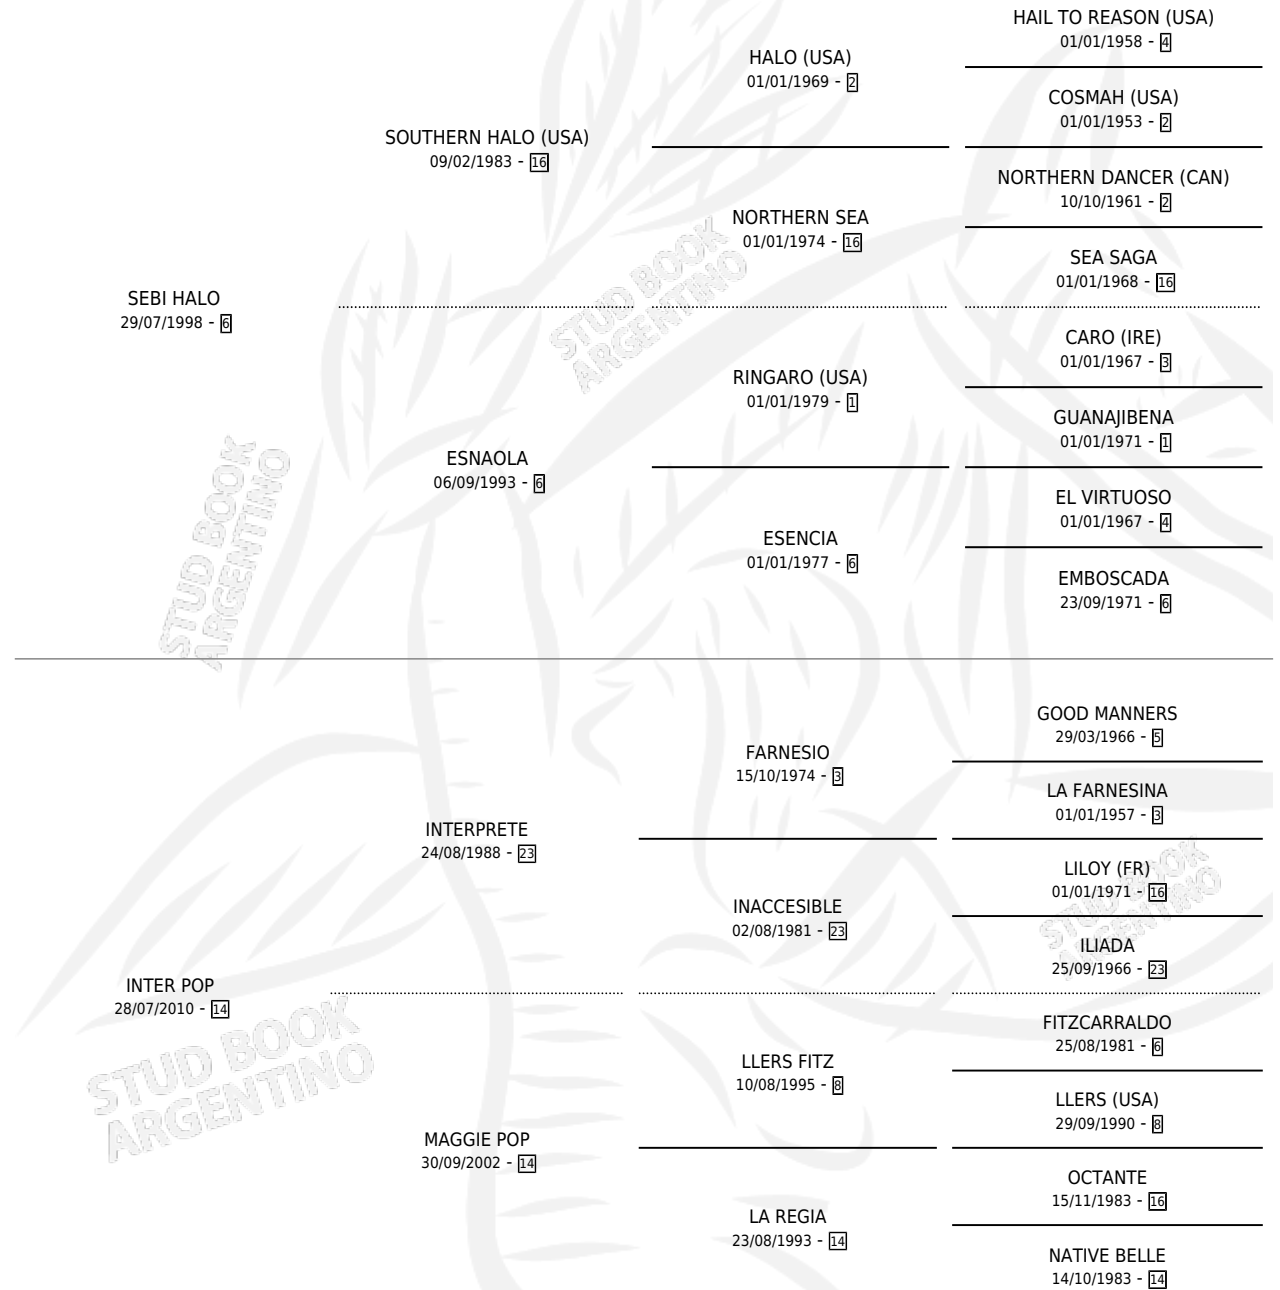 HAIL TO REASON (USA)
01/01/1958 - 4
HALO (USA)
01/01/1969 - 2
COSMAH (USA)
01/01/1953 - 2
SOUTHERN HALO (USA)
09/02/1983 - 16
NORTHERN DANCER (CAN)
10/10/1961 - 2
NORTHERN SEA
01/01/1974 - 16
SEA SAGA
01/01/1968 - 16
SEBI HALO
29/07/1998 - 6
CARO (IRE)
01/01/1967 - 3
RINGARO (USA)
01/01/1979 - 1
GUANAJIBENA
01/01/1971 - 1
ESNAOLA
06/09/1993 - 6
EL VIRTUOSO
01/01/1967 - 4
ESENCIA
01/01/1977 - 6
EMBOSCADA
23/09/1971 - 6
STUD BOOK
ARGENTINO
STUD BOOK
ARGENTINO
GOOD MANNERS
29/03/1966 - 5
FARNESIO
15/10/1974 - 3
LA FARNESINA
01/01/1957 - 3
INTERPRETE
24/08/1988 - 23
LILOY (FR)
01/01/1971 - 16
INACCESIBLE
02/08/1981 - 23
ILIADA
25/09/1966 - 23
INTER POP
28/07/2010 - 14
FITZCARRALDO
25/08/1981 - 6
LLERS FITZ
10/08/1995 - 8
LLERS (USA)
29/09/1990 - 8
MAGGIE POP
30/09/2002 - 14
OCTANTE
15/11/1983 - 16
LA REGIA
23/08/1993 - 14
NATIVE BELLE
14/10/1983 - 14
STUD BOOK
ARGENTINO
STUD BOOK
ARGENTINO